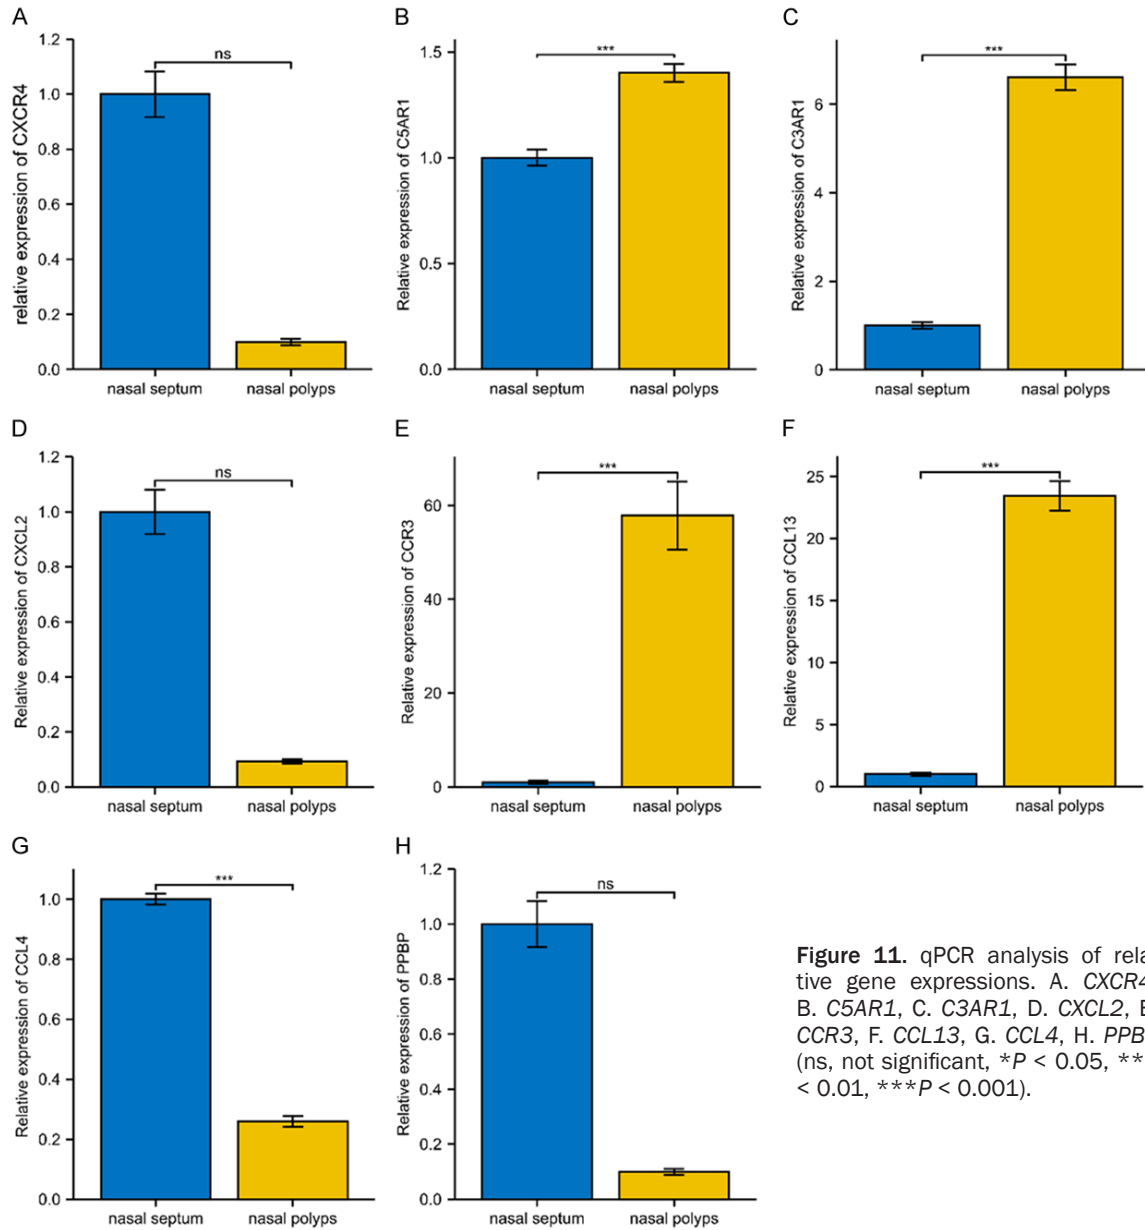 A
relative expression of CXCR4
1.2
1.0
0.8
0.6
0.4
0.2
0.0
ns
nasal septum nasal polyps
B
Relative expression of C5AR1
1.5
1.0
0.5
0.0
***
nasal septum nasal polyps
C
Relative expression of C3AR1
6
4
2
0
***
nasal septum nasal polyps
D
Relative expression of CXCL2
1.2
1.0
0.8
0.6
0.4
0.2
0.0
ns
nasal septum nasal polyps
E
Relative expression of CCR3
60
40
20
0
***
nasal septum nasal polyps
F
Relative expression of CCL13
25
20
15
10
5
0
***
nasal septum nasal polyps
G
Relative expression of CCL4
1.0
0.8
0.6
0.4
0.2
0.0
***
nasal septum nasal polyps
H
Relative expression of PPBP
1.2
1.0
0.8
0.6
0.4
0.2
0.0
ns
nasal septum nasal polyps
Figure 11. qPCR analysis of rela
tive gene expressions. A. CXCR4
B. C5AR1, C. C3AR1, D. CXCL2, E
CCR3, F. CCL13, G. CCL4, H. PPB
(ns, not significant, *P < 0.05, **
< 0.01, ***P < 0.001).